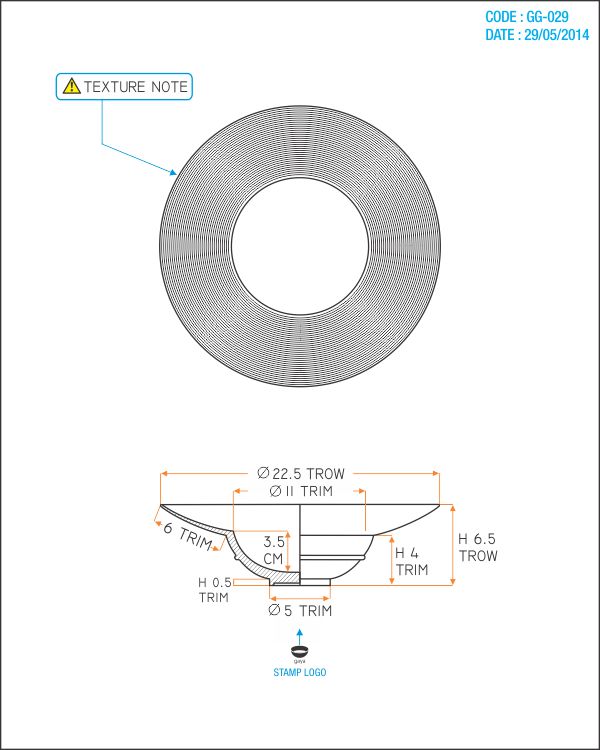 CODE : GG-029
DATE : 29/05/2014
TEXTURE NOTE
Ø 22.5 TROW
Ø 11 TRIM
6 TRIM
3.5
CM
H 4
TRIM
H 6.5
TROW
H 0.5
TRIM
Ø 5 TRIM
gaya
STAMP LOGO